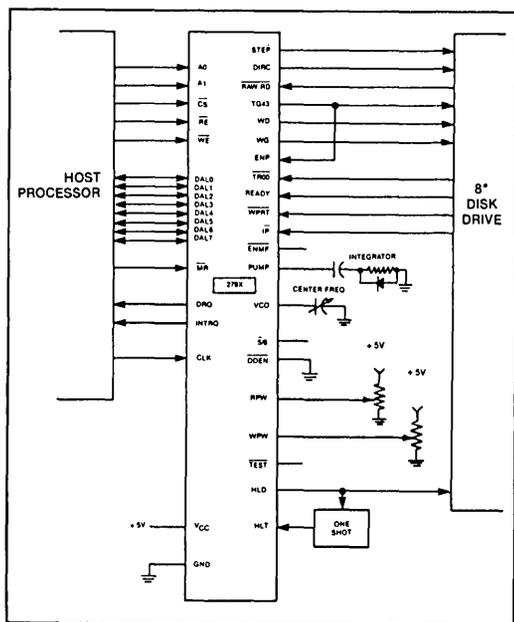 HOST
PROCESSOR
A0
A1
CS
RE
WE
DAL0
DAL1
DAL2
DAL3
DAL4
DAL5
DAL6
DAL7
MR
DRQ
INTRQ
CLK
+5V
VCC
GND
279X
STEP
DIRC
RAW RD
TG43
WD
WG
ENP
TR00
READY
WPRT
IP
ENMF
PUMP
VCO
5/8
DDEN
RPW
WPW
TEST
HLD
HLT
INTEGRATOR
CENTER FREQ
+5V
+5V
ONE
SHOT
8"
DISK
DRIVE